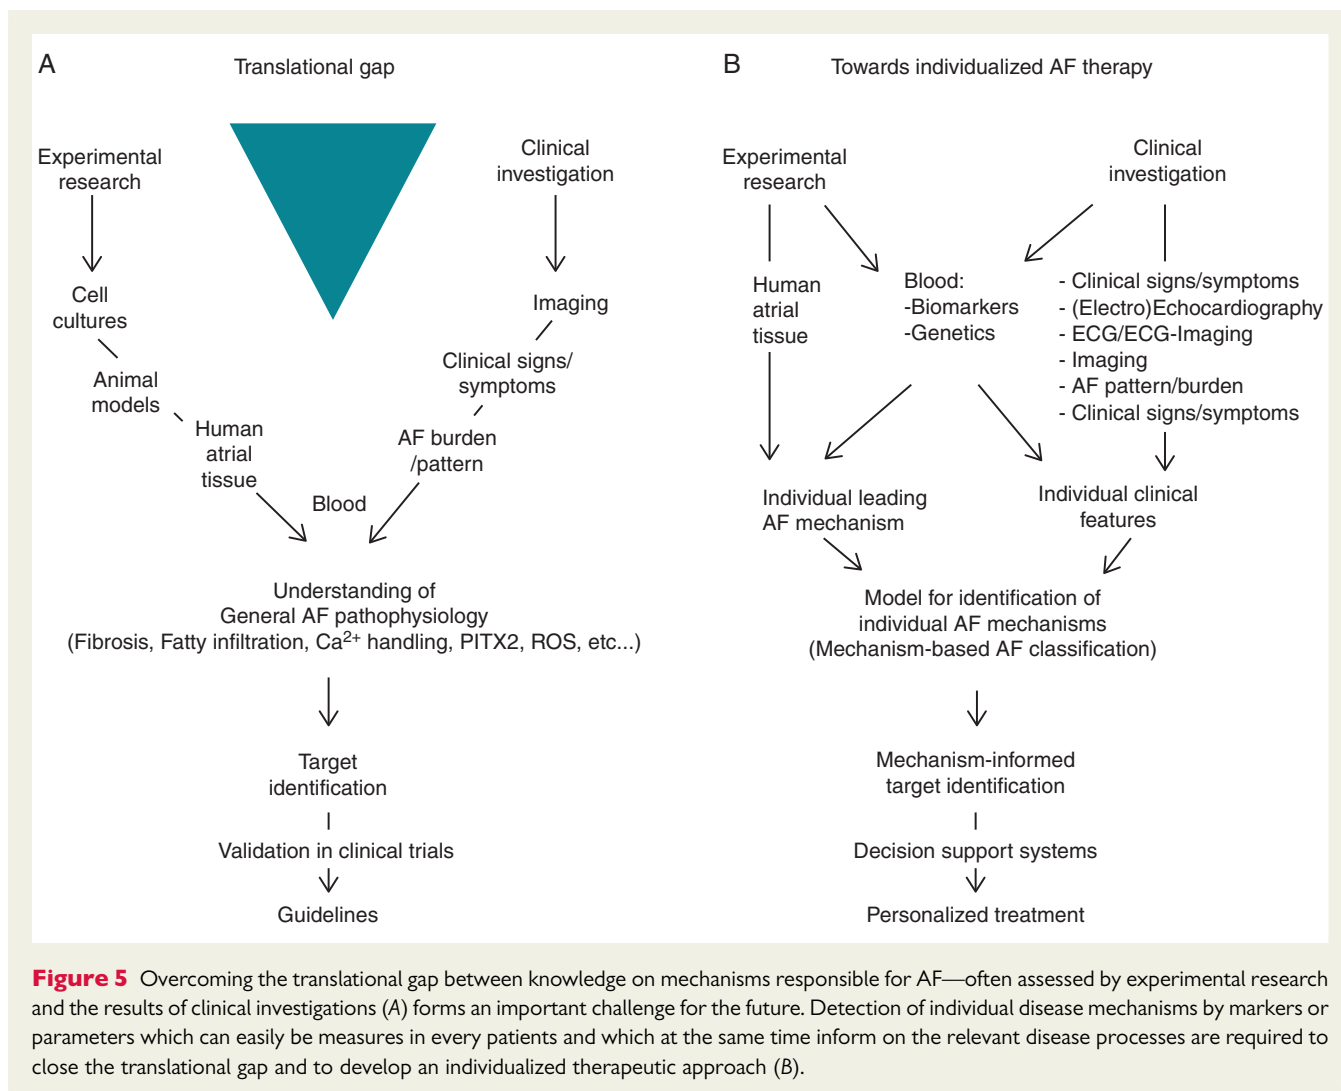 A
Translational gap
Experimental
research
Clinical
investigation
Cell
cultures
Imaging
Animal
models
Clinical signs/
symptoms
Human
atrial
tissue
AF burden
/pattern
Blood
Understanding of
General AF pathophysiology
(Fibrosis, Fatty infiltration, Ca²⁺ handling, PITX2, ROS, etc...)
Target
identification
Validation in clinical trials
Guidelines
B
Towards individualized AF therapy
Experimental
research
Clinical
investigation
Human
atrial
tissue
Blood:
-Biomarkers
-Genetics
- Clinical signs/symptoms
- (Electro)Echocardiography
- ECG/ECG-Imaging
- Imaging
- AF pattern/burden
- Clinical signs/symptoms
Individual leading
AF mechanism
Individual clinical
features
Model for identification of
individual AF mechanisms
(Mechanism-based AF classification)
Mechanism-informed
target identification
Decision support systems
Personalized treatment
Figure 5 Overcoming the translational gap between knowledge on mechanisms responsible for AF—often assessed by experimental research
and the results of clinical investigations (A) forms an important challenge for the future. Detection of individual disease mechanisms by markers or
parameters which can easily be measures in every patients and which at the same time inform on the relevant disease processes are required to
close the translational gap and to develop an individualized therapeutic approach (B).